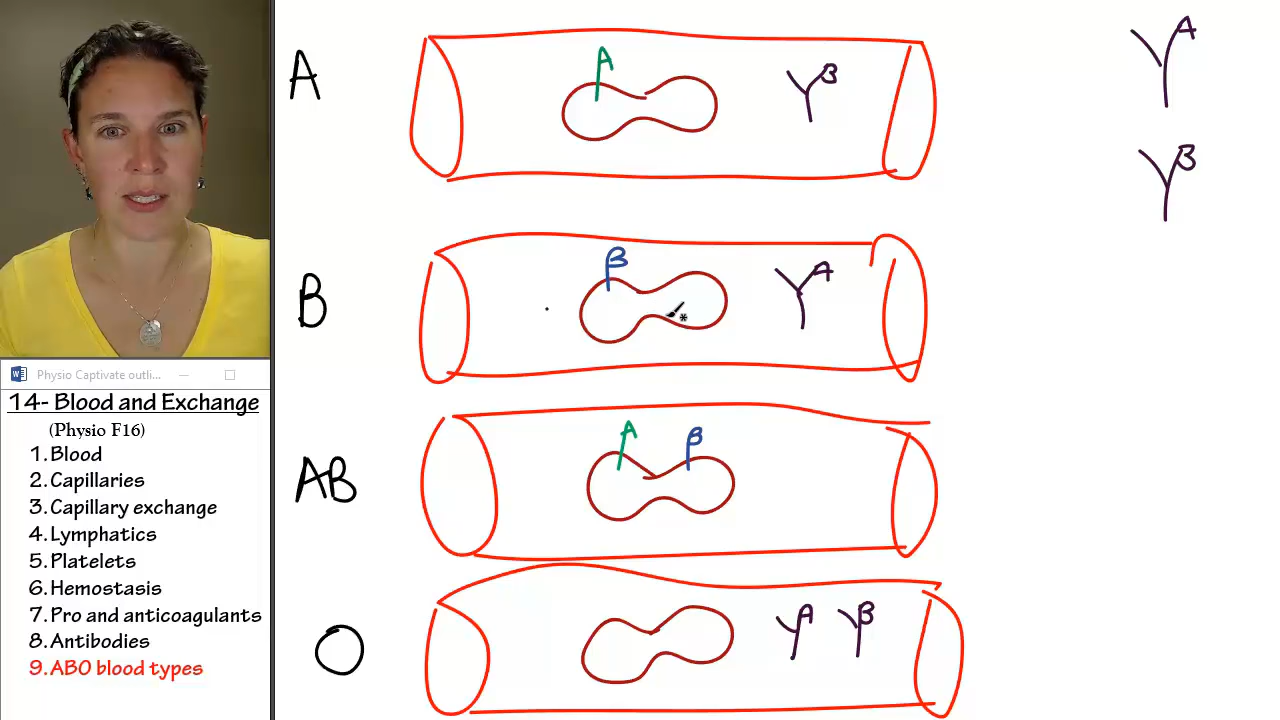 A
A
B
A
B
B
B
A
AB
A
B
O
A
B
Physio Captivate outli...
14- Blood and Exchange
(Physio F16)
1. Blood
2. Capillaries
3. Capillary exchange
4. Lymphatics
5. Platelets
6. Hemostasis
7. Pro and anticoagulants
8. Antibodies
9. ABO blood types